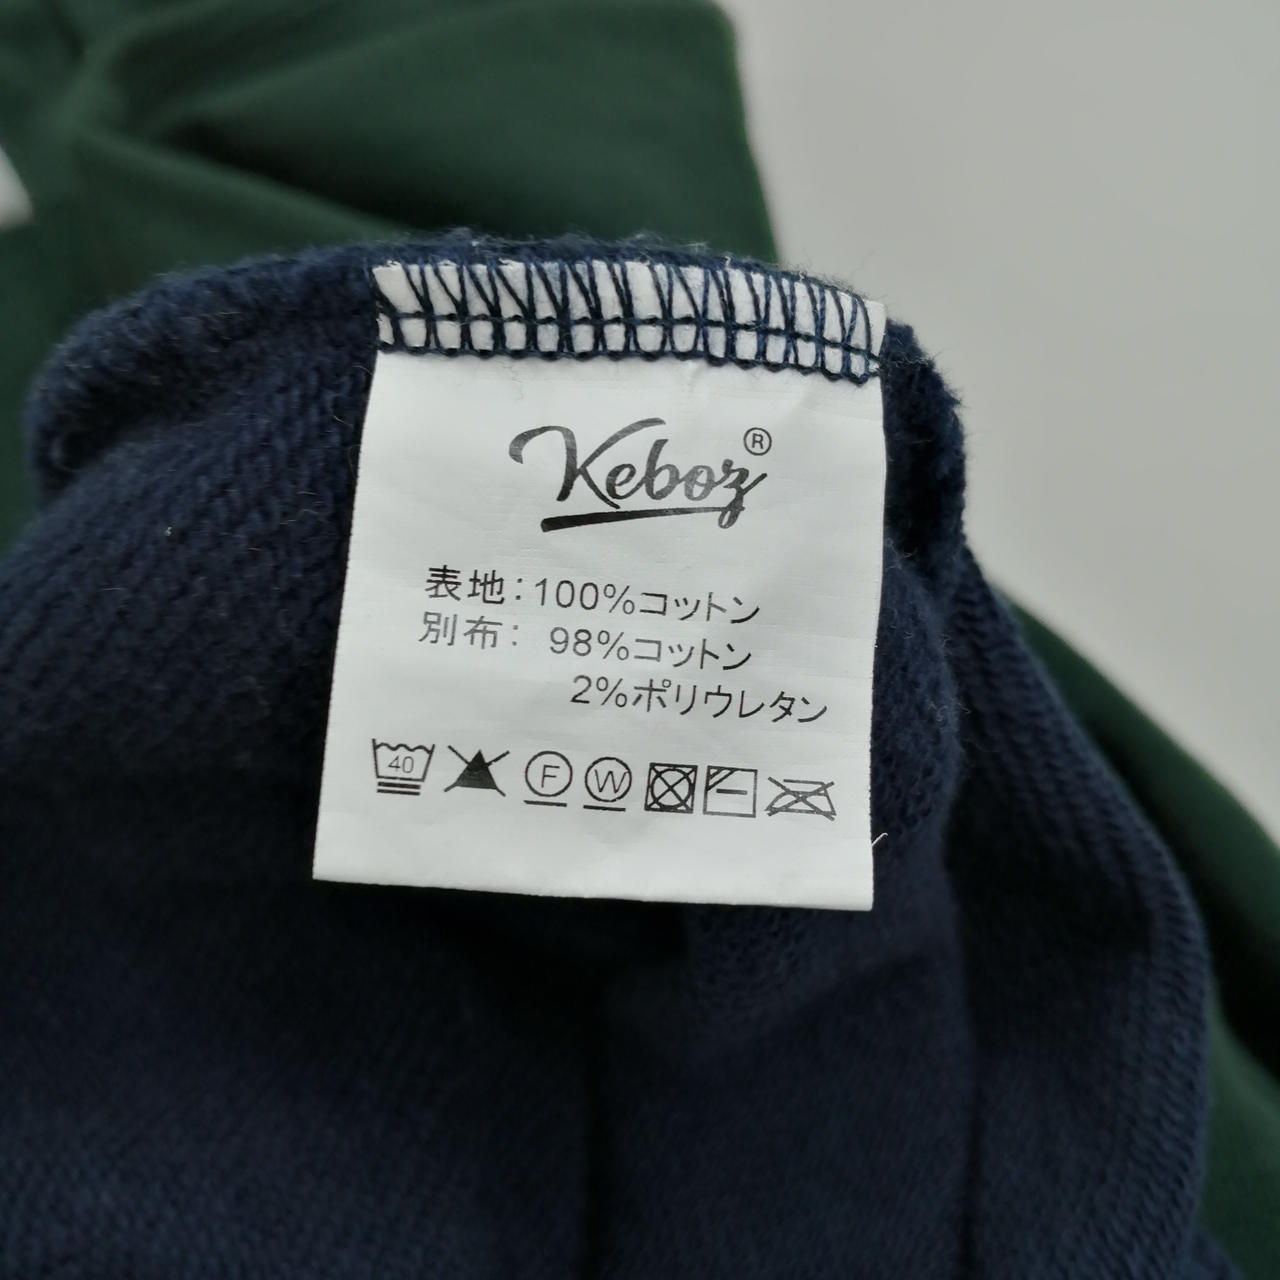 Keboz®
表地：100%コットン
別布： 98%コットン
2%ポリウレタン
40
F
W